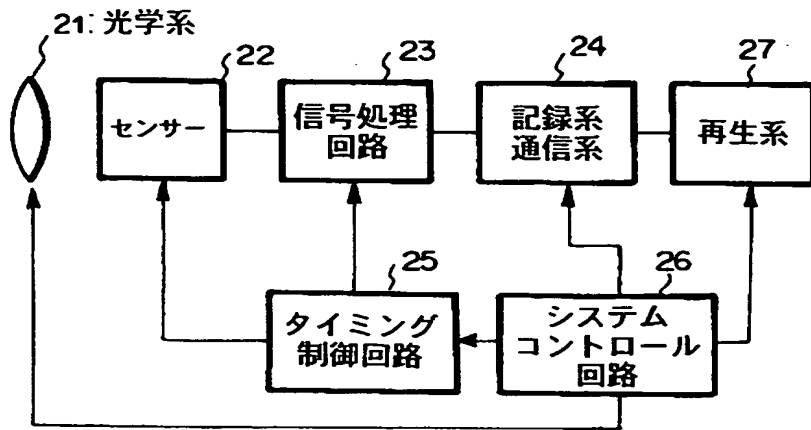 21:光学系
22
23
24
27
センサー
信号処理
回路
記録系
通信系
再生系
25
26
タイミング
制御回路
システム
コントロール
回路